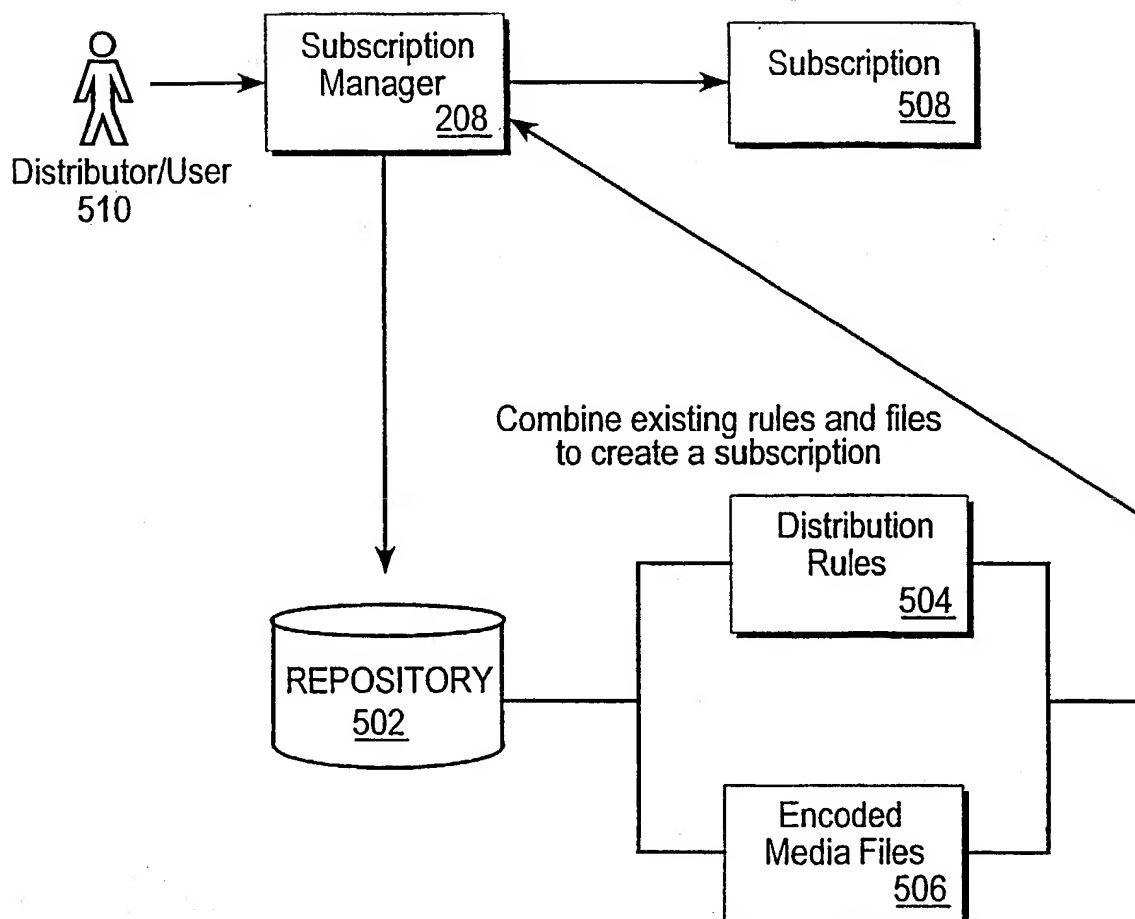 Subscription
Manager
208
Subscription
508
Distributor/User
510
Combine existing rules and files
to create a subscription
Distribution
Rules
504
REPOSITORY
502
Encoded
Media Files
506